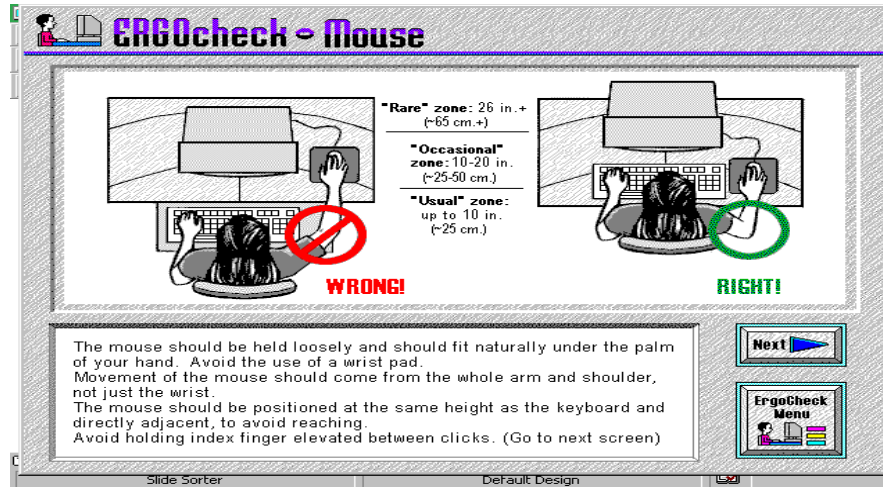 ERGOcheck - Mouse
"Rare" zone: 26 in.+
(~65 cm.+)
"Occasional"
zone: 10-20 in.
(~25-50 cm.)
"Usual" zone:
up to 10 in.
(~25 cm.)
WRONG!
RIGHT!
The mouse should be held loosely and should fit naturally under the palm
of your hand. Avoid the use of a wrist pad.
Movement of the mouse should come from the whole arm and shoulder,
not just the wrist.
The mouse should be positioned at the same height as the keyboard and
directly adjacent, to avoid reaching.
Avoid holding index finger elevated between clicks. (Go to next screen)
Next
ErgoCheck
Menu
Slide Sorter
Default Design